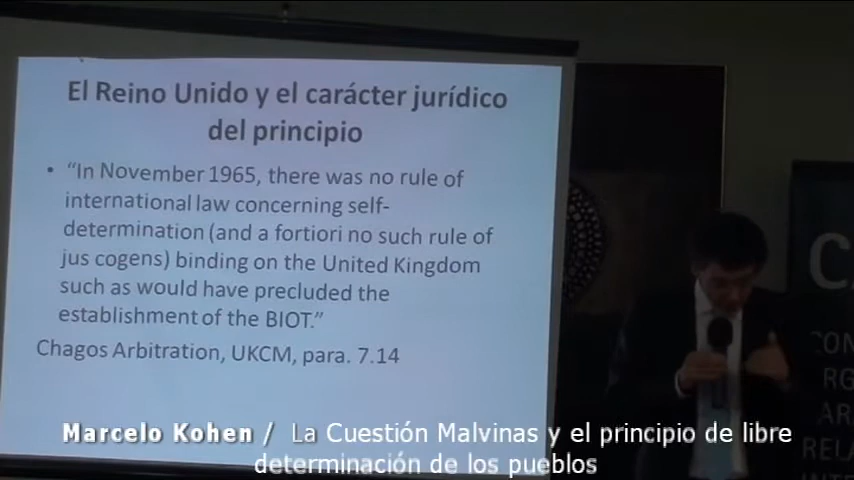 El Reino Unido y el carácter jurídico
del principio
• “In November 1965, there was no rule of
international law concerning self-
determination (and a fortiori no such rule of
jus cogens) binding on the United Kingdom
such as would have precluded the
establishment of the BIOT.”
Chagos Arbitration, UKCM, para. 7.14
Marcelo Kohen / La Cuestión Malvinas y el principio de libre
determinación de los pueblos